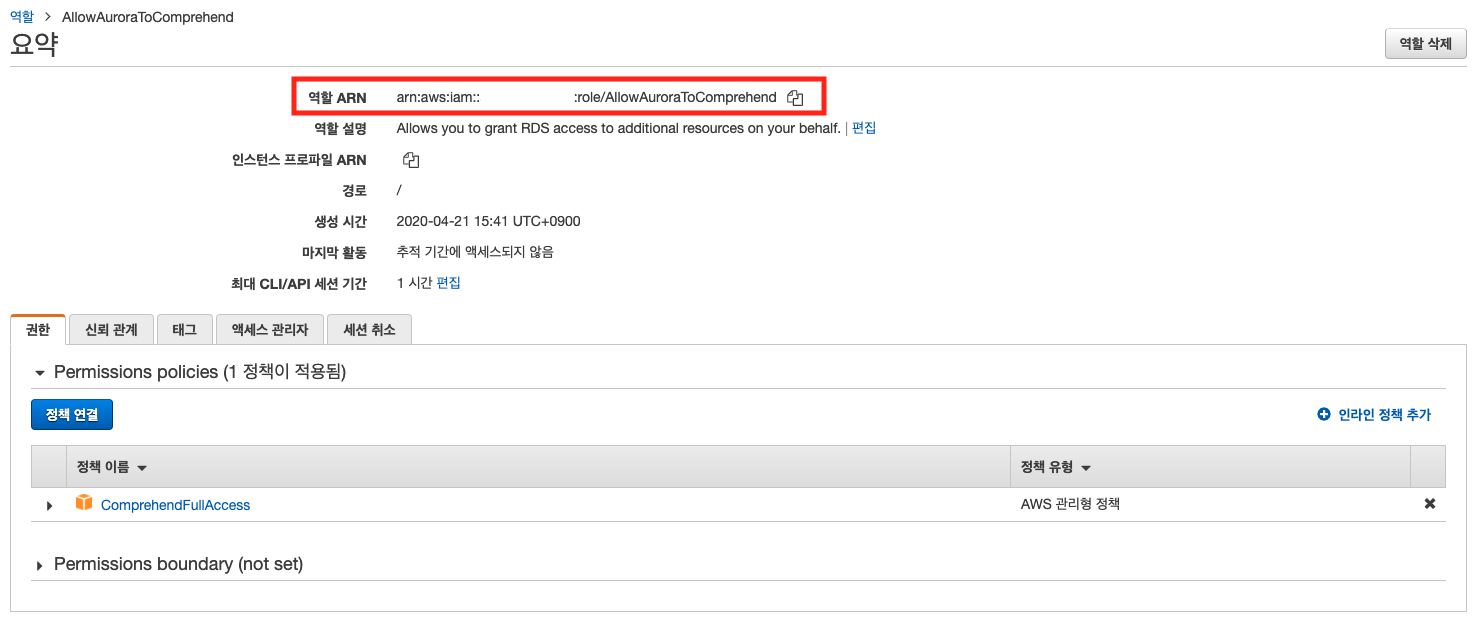 역할 > AllowAuroraToComprehend
요약
역할 삭제
역할 ARN arn:aws:iam:: :role/AllowAuroraToComprehend
역할 설명 Allows you to grant RDS access to additional resources on your behalf. | 편집
인스턴스 프로파일 ARN
경로 /
생성 시간 2020-04-21 15:41 UTC+0900
마지막 활동 추적 기간에 액세스되지 않음
최대 CLI/API 세션 기간 1 시간 편집
권한 신뢰 관계 태그 액세스 관리자 세션 취소
Permissions policies (1 정책이 적용됨)
정책 연결 인라인 정책 추가
정책 이름 정책 유형
ComprehendFullAccess AWS 관리형 정책
Permissions boundary (not set)